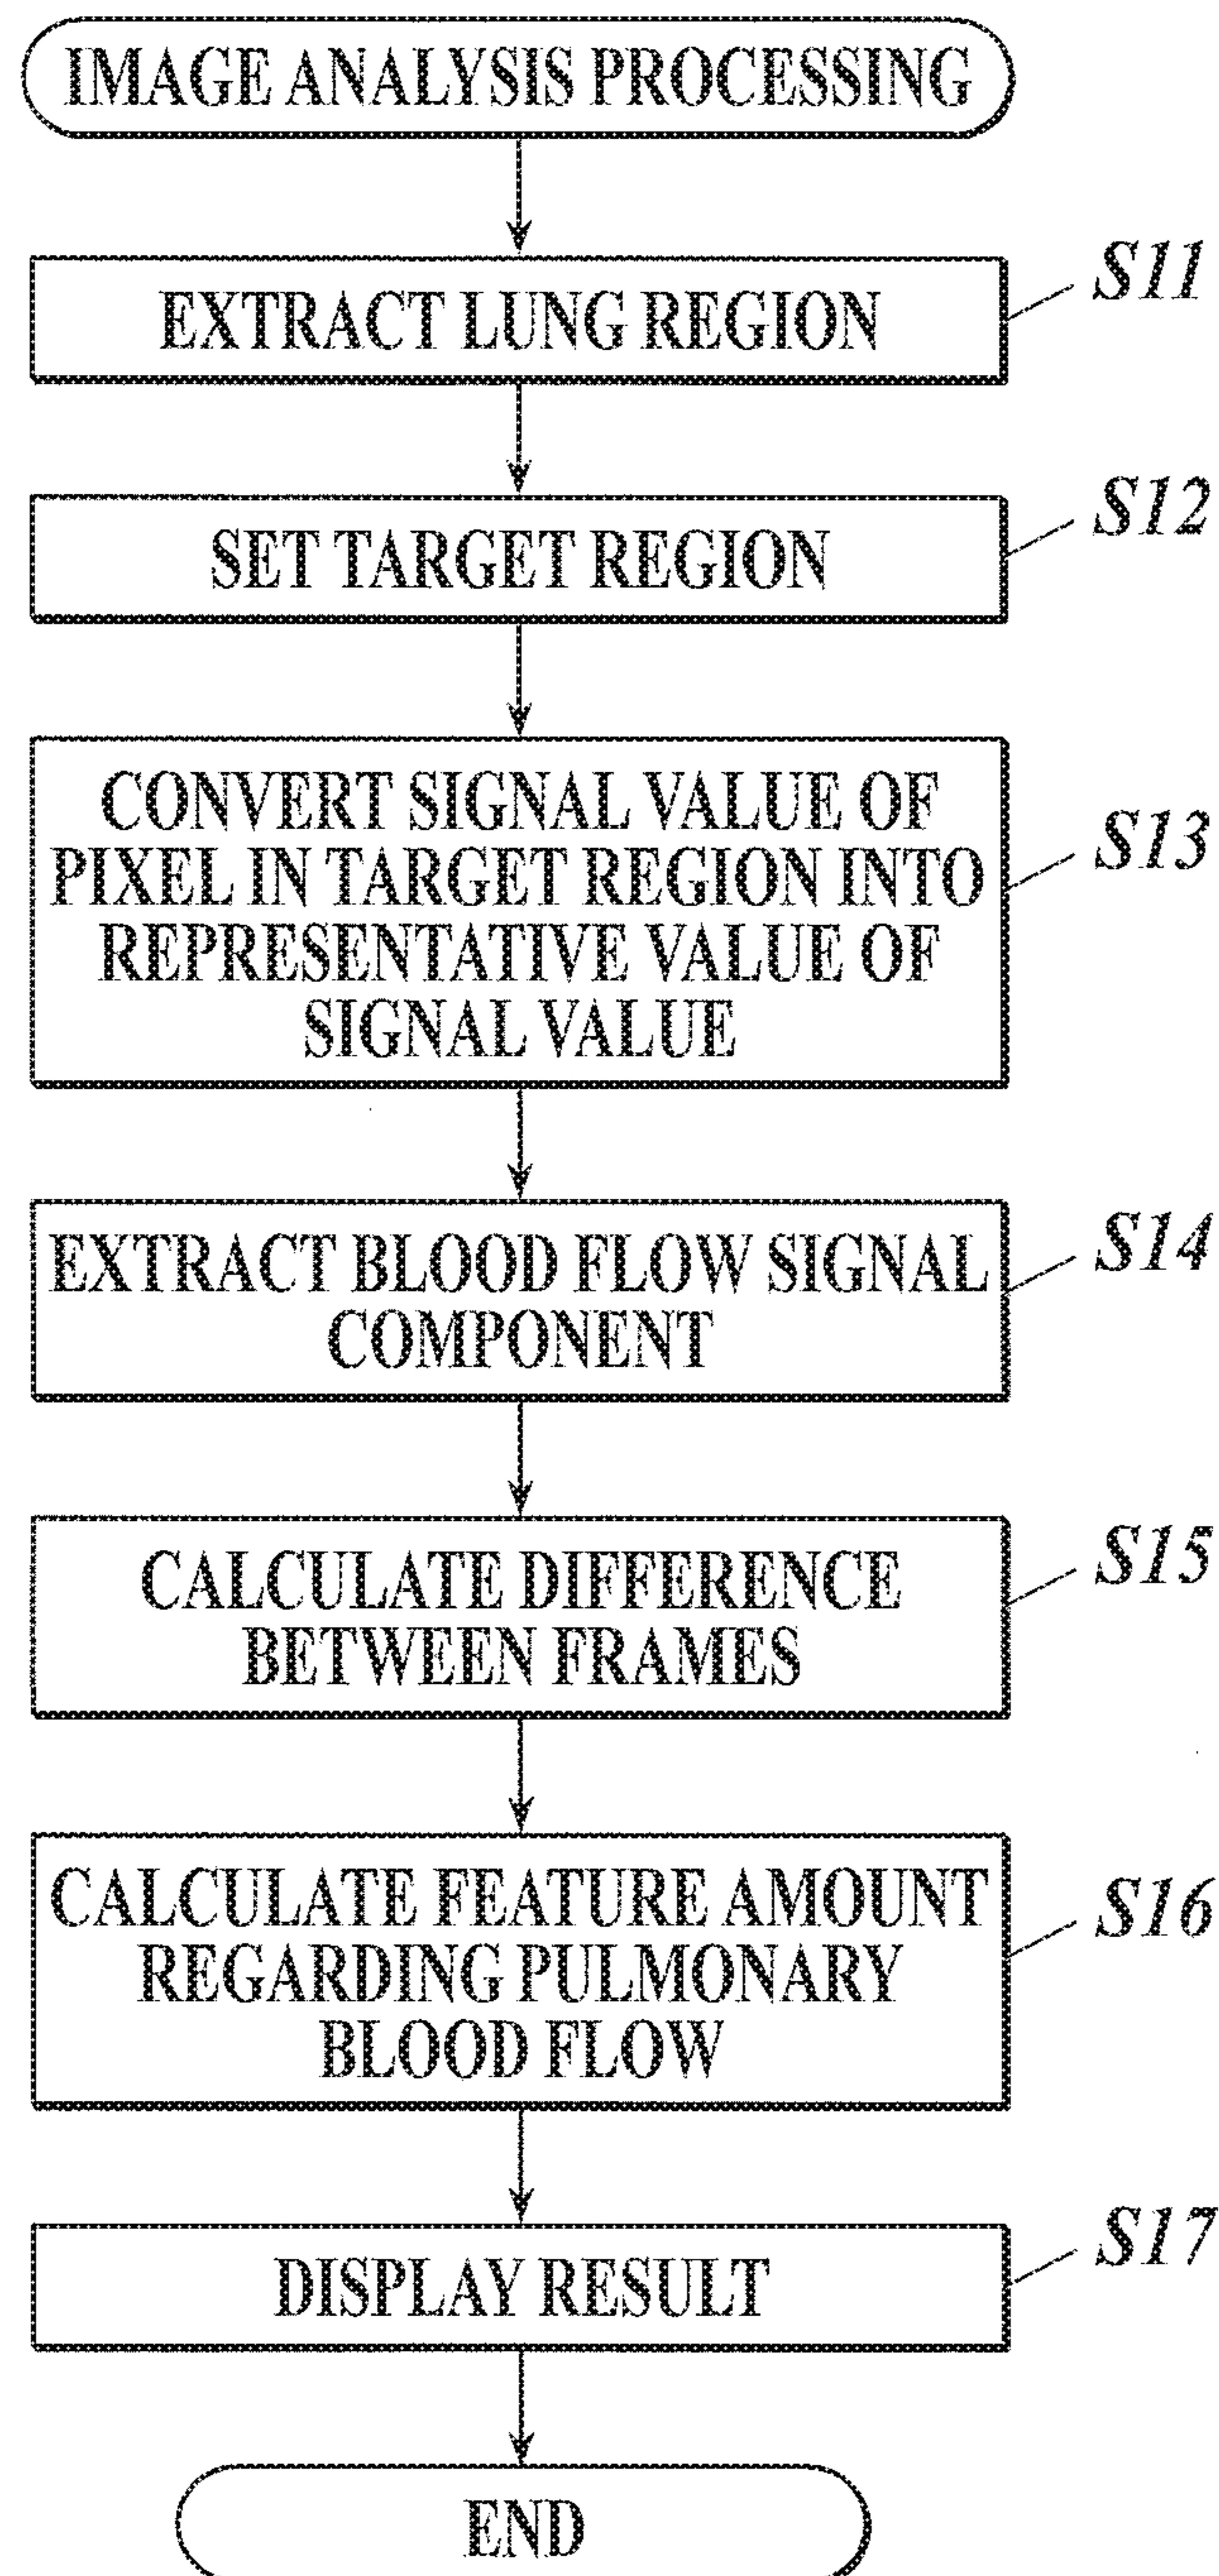 IMAGE ANALYSIS PROCESSING
S11
EXTRACT LUNG REGION
S12
SET TARGET REGION
S13
CONVERT SIGNAL VALUE OF
PIXEL IN TARGET REGION INTO
REPRESENTATIVE VALUE OF
SIGNAL VALUE
S14
EXTRACT BLOOD FLOW SIGNAL
COMPONENT
S15
CALCULATE DIFFERENCE
BETWEEN FRAMES
S16
CALCULATE FEATURE AMOUNT
REGARDING PULMONARY
BLOOD FLOW
S17
DISPLAY RESULT
END